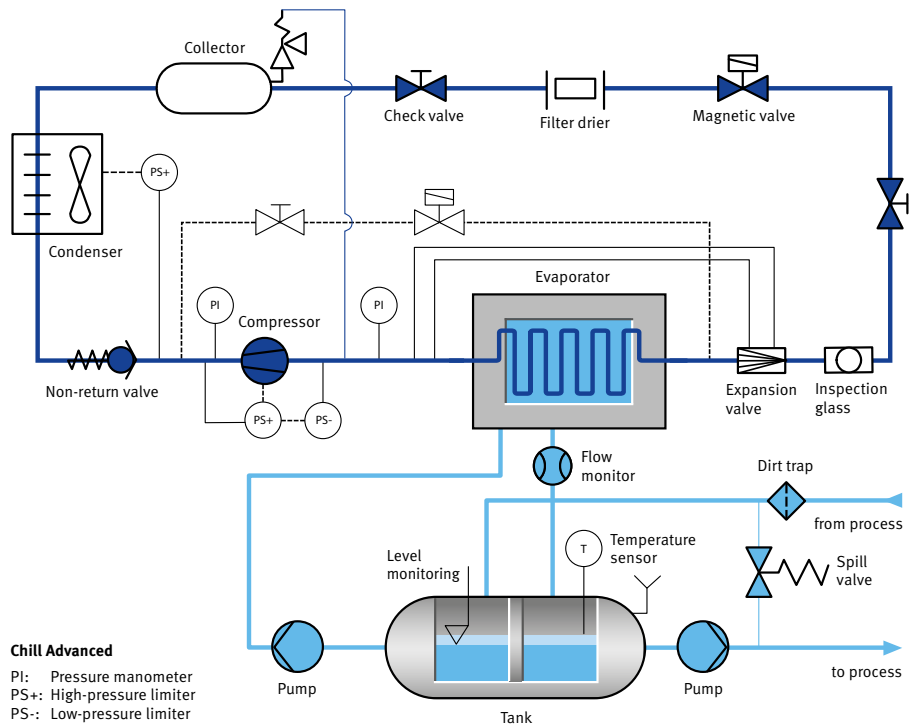 Collector
Check valve
Filter drier
Magnetic valve
PS+
Condenser
Evaporator
PI
PI
Compressor
Non-return valve
Expansion
valve
Inspection
glass
PS+
PS-
Flow
monitor
Dirt trap
from process
Level
monitoring
T
Temperature
sensor
Spill
valve
Pump
Pump
to process
Tank
Chill Advanced
PI: Pressure manometer
PS+: High-pressure limiter
PS-: Low-pressure limiter